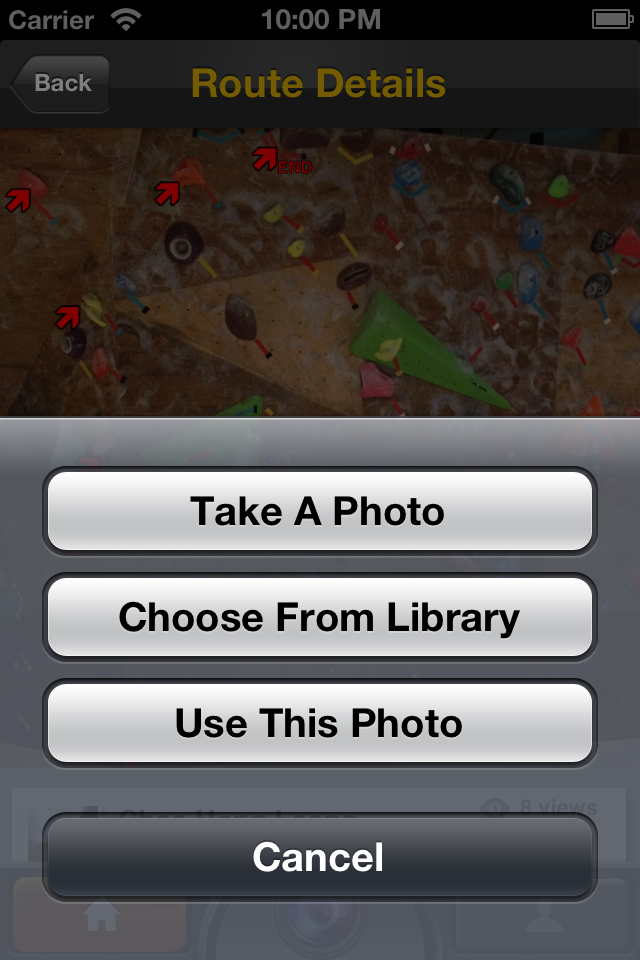 Carrier 10:00 PM
Back Route Details
END
Take A Photo
Choose From Library
Use This Photo
8 views
Cancel